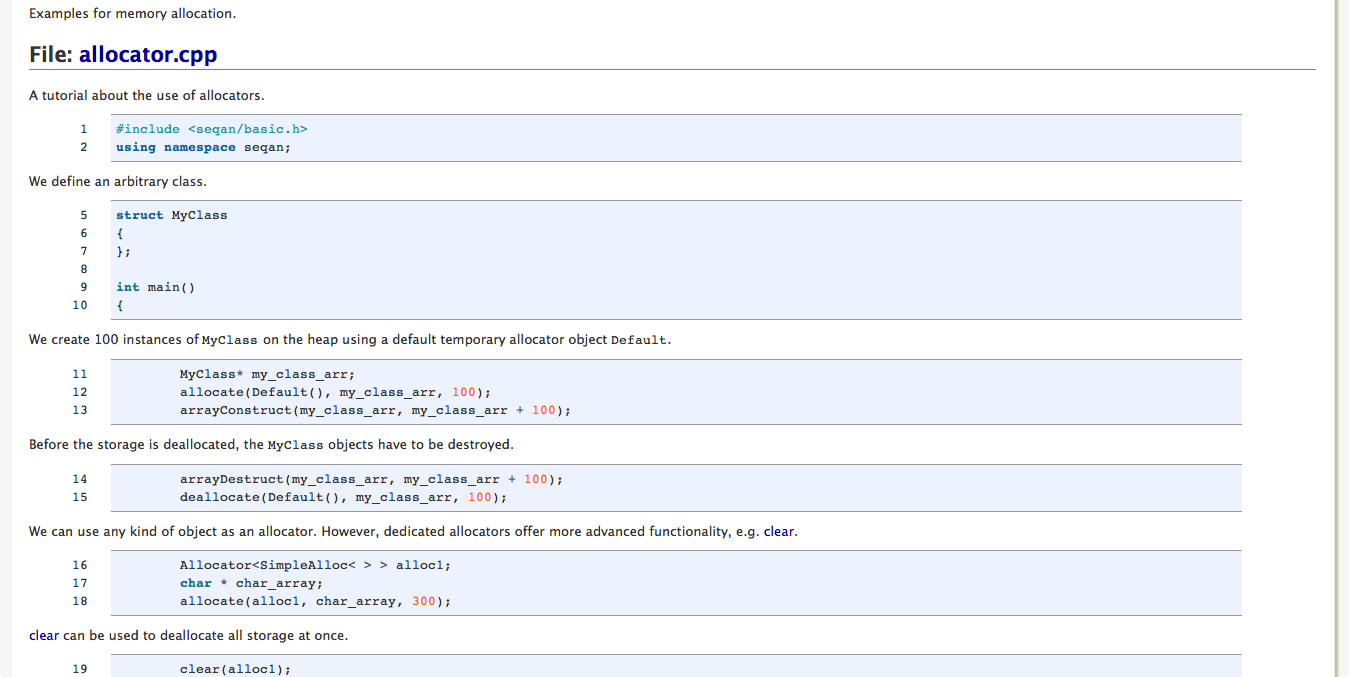 Examples for memory allocation.
File: allocator.cpp
A tutorial about the use of allocators.
1 #include <seqan/basic.h>
2 using namespace seqan;
We define an arbitrary class.
5 struct MyClass
6 {
7 };
8
9 int main()
10 {
We create 100 instances of MyClass on the heap using a default temporary allocator object Default.
11 MyClass* my_class_arr;
12 allocate(Default(), my_class_arr, 100);
13 arrayConstruct(my_class_arr, my_class_arr + 100);
Before the storage is deallocated, the MyClass objects have to be destroyed.
14 arrayDestruct(my_class_arr, my_class_arr + 100);
15 deallocate(Default(), my_class_arr, 100);
We can use any kind of object as an allocator. However, dedicated allocators offer more advanced functionality, e.g. clear.
16 Allocator<SimpleAlloc< > > alloc1;
17 char * char_array;
18 allocate(alloc1, char_array, 300);
clear can be used to deallocate all storage at once.
19 clear(alloc1);